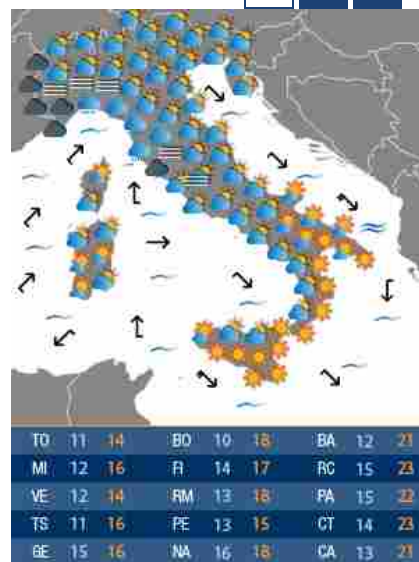 TO 11 14 BO 10 18 BA 12 21
MI 12 16 FI 14 17 RC 15 23
VE 12 14 RM 13 18 PA 15 22
TS 11 16 PE 13 15 CT 14 23
GE 15 16 NA 16 18 CA 13 21